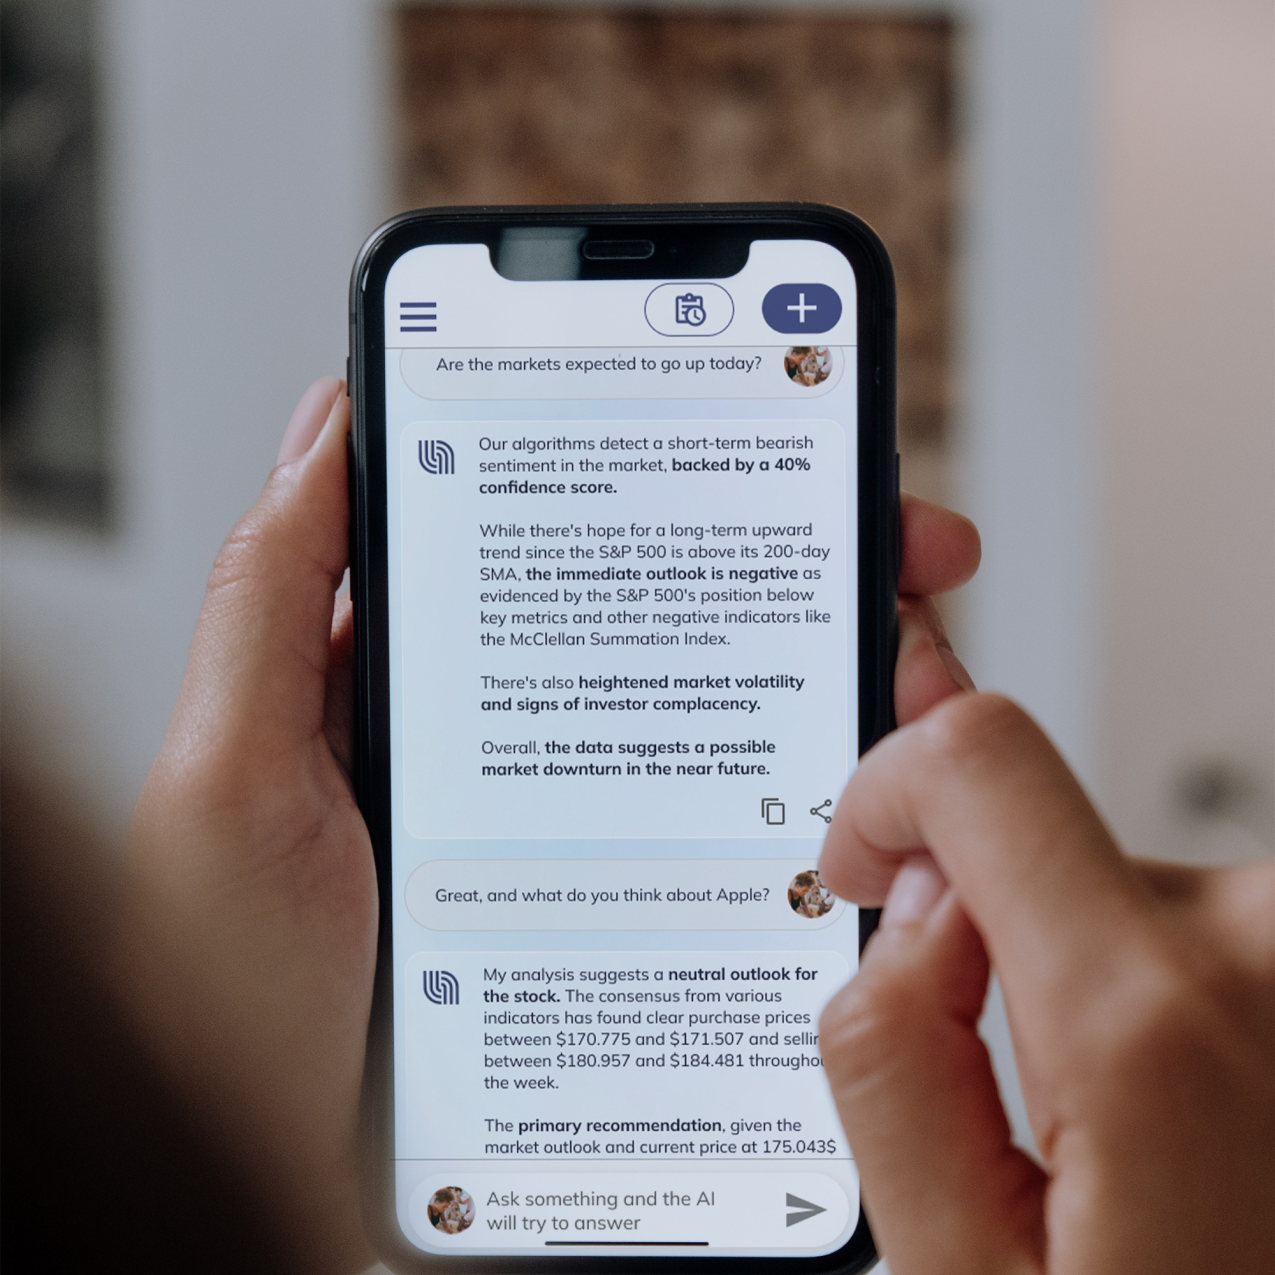 Are the markets expected to go up today?
Our algorithms detect a short-term bearish
sentiment in the market, backed by a 40%
confidence score.
While there's hope for a long-term upward
trend since the S&P 500 is above its 200-day
SMA, the immediate outlook is negative as
evidenced by the S&P 500's position below
key metrics and other negative indicators like
the McClellan Summation Index.
There's also heightened market volatility
and signs of investor complacency.
Overall, the data suggests a possible
market downturn in the near future.
Great, and what do you think about Apple?
My analysis suggests a neutral outlook for
the stock. The consensus from various
indicators has found clear purchase prices
between $170.775 and $171.507 and
between $180.957 and $184.481
the week.
The primary recommendation, given the
market outlook and current price at 175.043$
Ask something and the AI
will try to answer